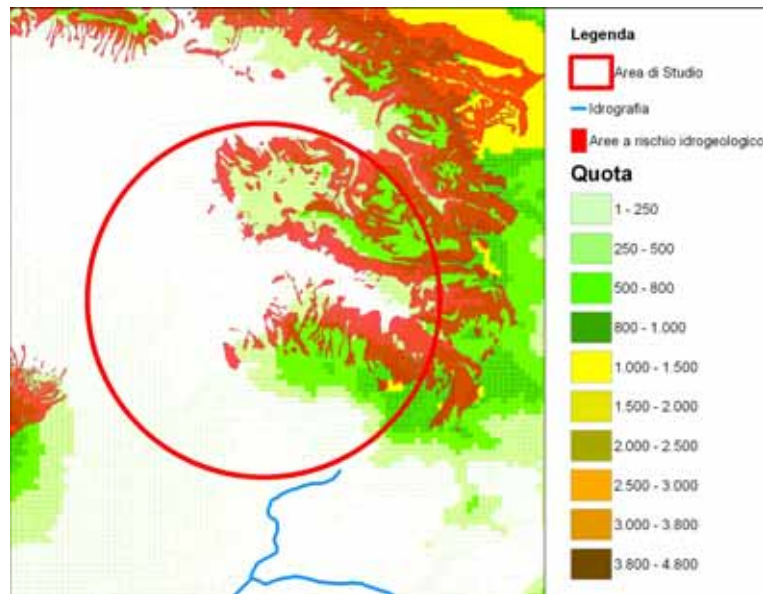 Legenda
Area di Studio
Idrografia
Aree a rischio idrogeologico
Quota
1 - 250
250 - 500
500 - 800
800 - 1.000
1.000 - 1.500
1.500 - 2.000
2.000 - 2.500
2.500 - 3.000
3.000 - 3.800
3.800 - 4.800